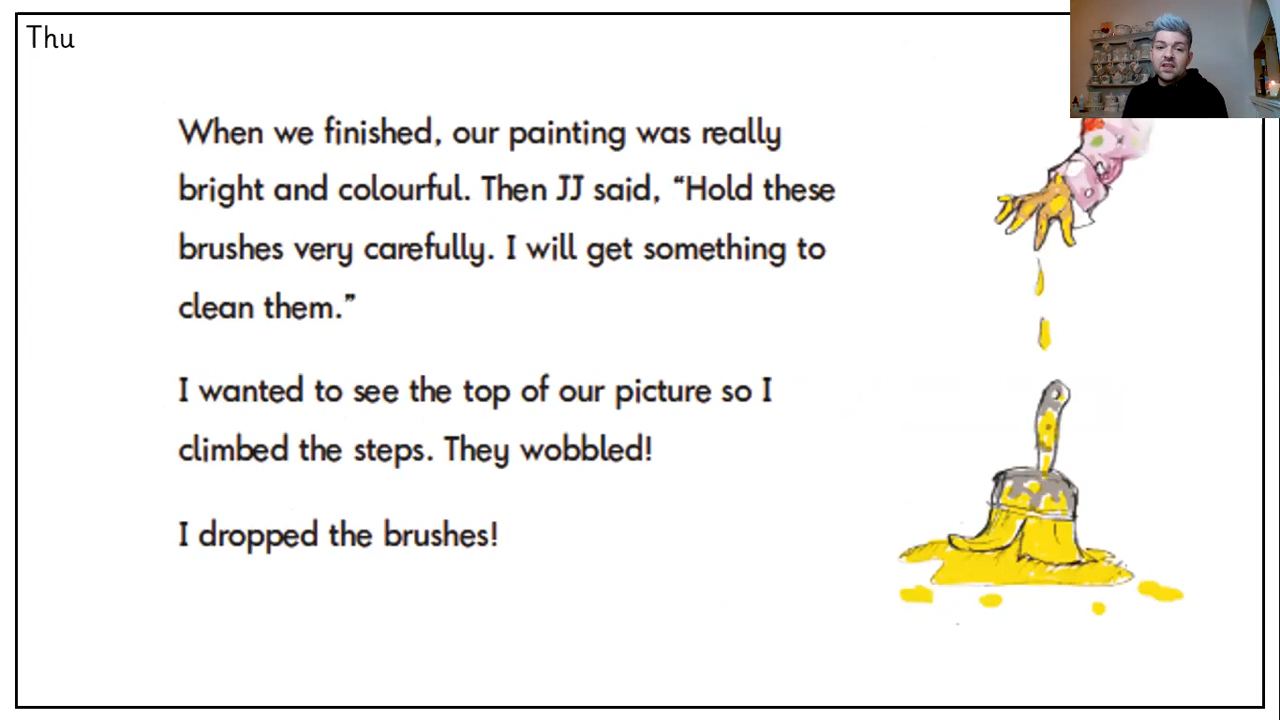 Thu
When we finished, our painting was really
bright and colourful. Then JJ said, “Hold these
brushes very carefully. I will get something to
clean them.”
I wanted to see the top of our picture so I
climbed the steps. They wobbled!
I dropped the brushes!